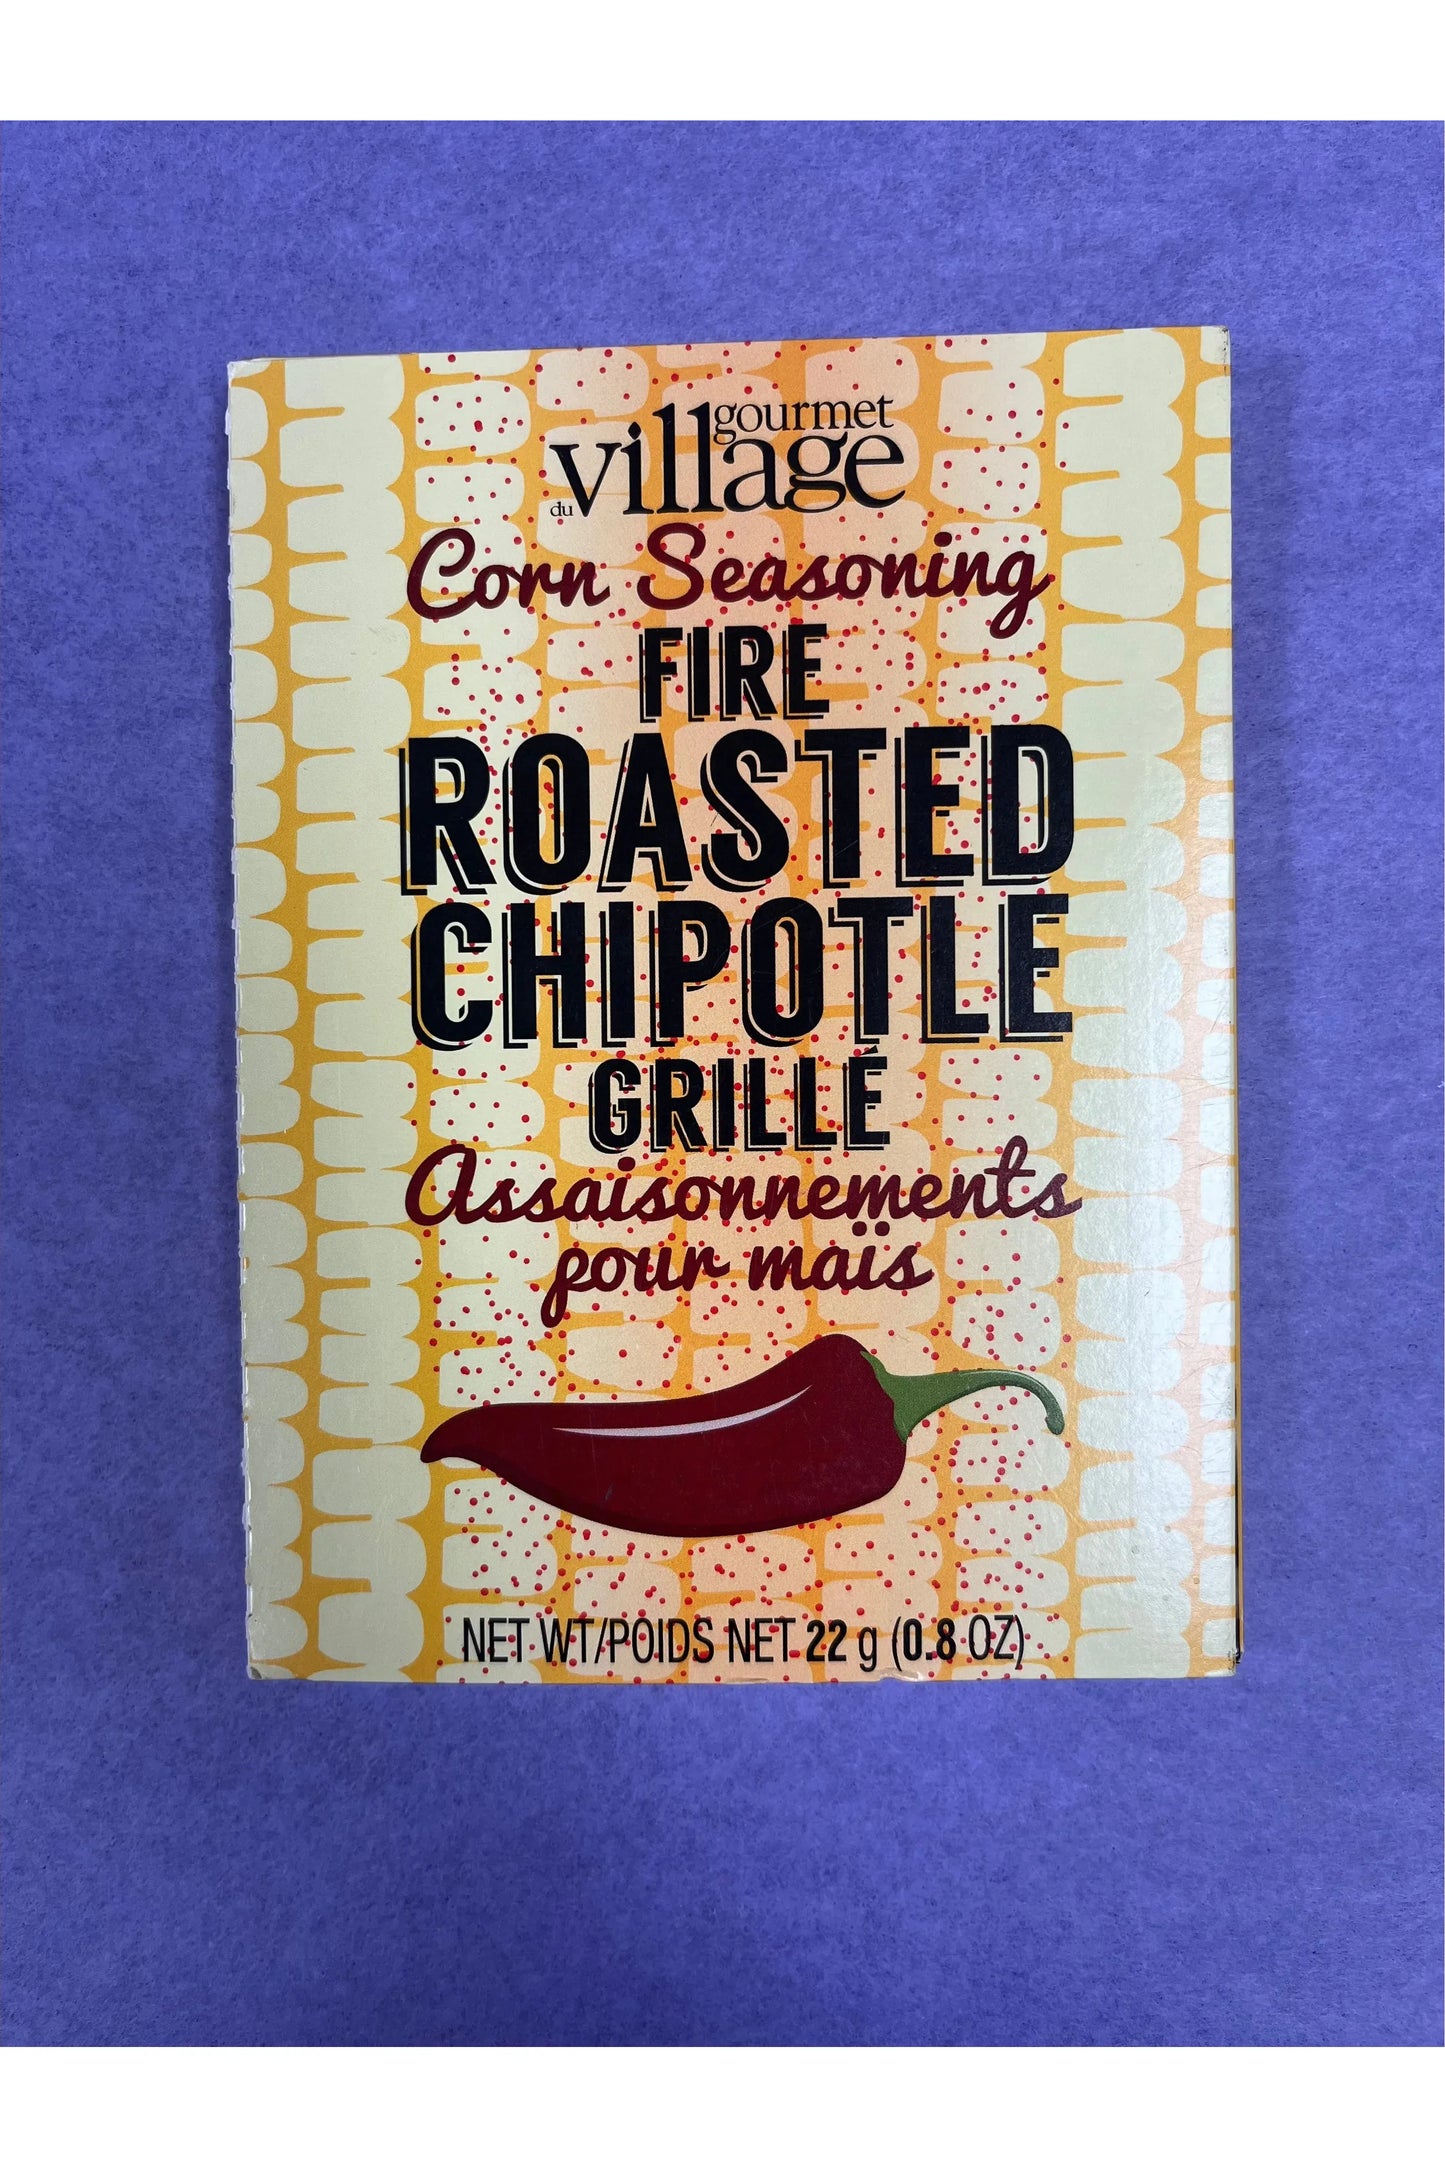 gourmet
du village
Corn Seasoning
FIRE
ROASTED
CHIPOTLE
GRILLÉ
Assaisonnements
pour maïs
NET WT/POIDS NET 22 g (0.8 OZ)